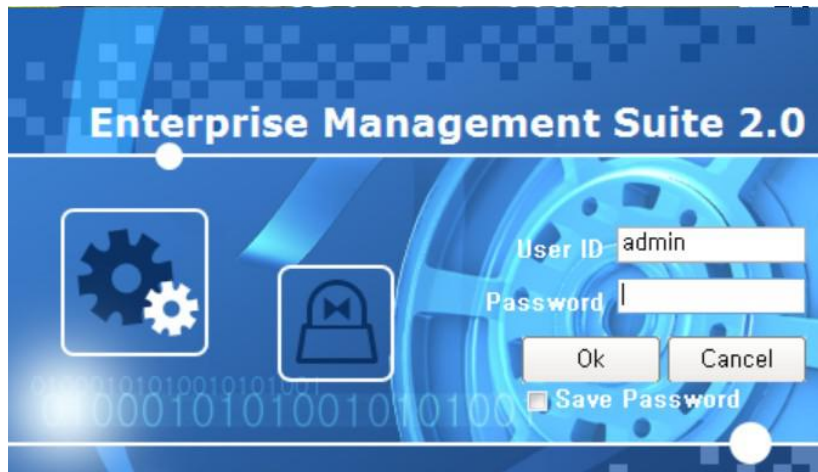 Enterprise Management Suite 2.0
User ID admin
Password
Ok Cancel
Save Password